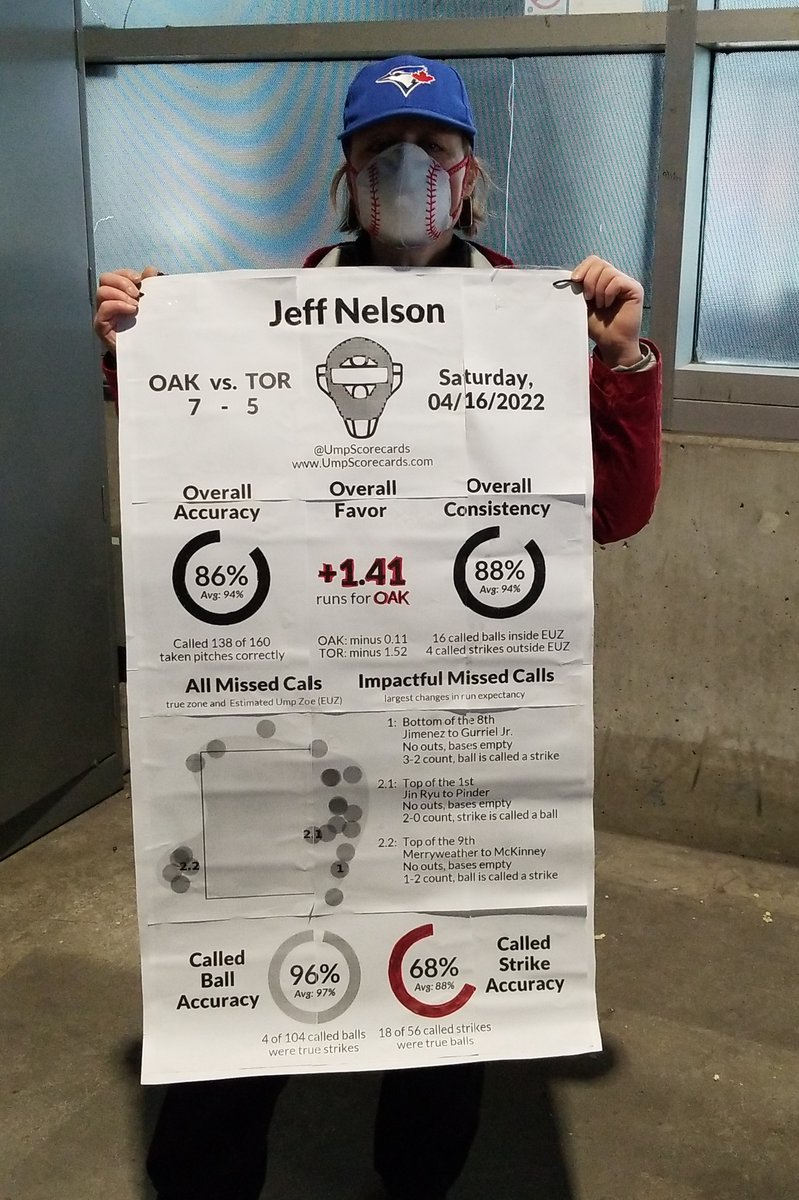 Jeff Nelson
OAK vs. TOR
7 - 5
Saturday,
04/16/2022
@UmpScorecards
www.UmpScorecards.com
Overall
Accuracy
86%
Avg: 94%
Called 138 of 160
taken pitches correctly
Overall
Favor
+1.41
runs for OAK
OAK: minus 0.11
TOR: minus 1.52
Overall
Consistency
88%
Avg: 94%
16 called balls inside EUZ
4 called strikes outside EUZ
All Missed Cals
true zone and Estimated Ump Zoe (EUZ)
2.1
2.2
1
Impactful Missed Calls
largest changes in run expectancy
1: Bottom of the 8th
Jimenez to Gurriel Jr.
No outs, bases empty
3-2 count, ball is called a strike
2.1: Top of the 1st
Jin Ryu to Pinder
No outs, bases empty
2-0 count, strike is called a ball
2.2: Top of the 9th
Merryweather to McKinney
No outs, bases empty
1-2 count, ball is called a strike
Called
Ball
Accuracy
96%
Avg: 97%
4 of 104 called balls
were true strikes
68%
Avg: 88%
18 of 56 called strikes
were true balls
Called
Strike
Accuracy